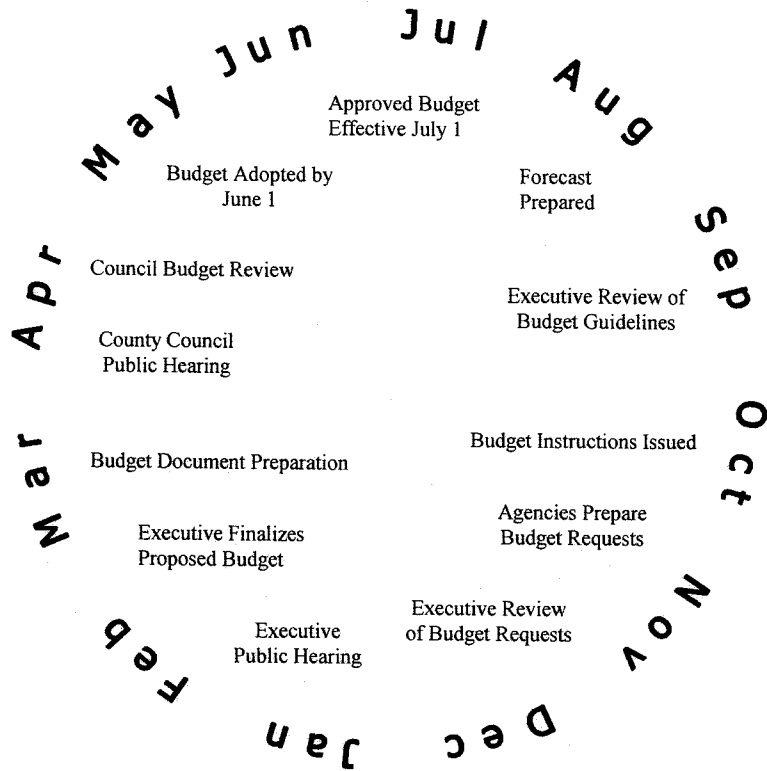 Jul
Aug
Sep
Oct
Nov
Dec
Jan
Feb
Mar
Apr
May
Jun
Approved Budget
Effective July 1
Forecast
Prepared
Executive Review of
Budget Guidelines
Budget Instructions Issued
Agencies Prepare
Budget Requests
Executive Review
of Budget Requests
Executive
Public Hearing
Executive Finalizes
Proposed Budget
Budget Document Preparation
County Council
Public Hearing
Council Budget Review
Budget Adopted by
June 1